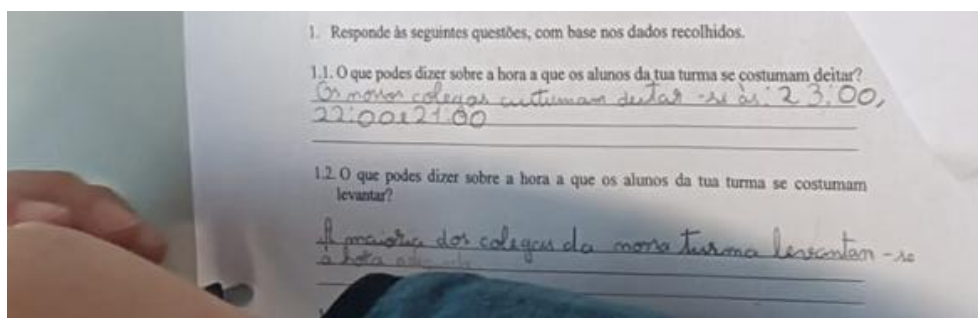 1. Responde às seguintes questões, com base nos dados recolhidos.
1.1. O que podes dizer sobre a hora a que os alunos da tua turma se costumam deitar?
Os nossos colegas custumam deitar-se às: 23:00,
22:00 e 21:00
1.2. O que podes dizer sobre a hora a que os alunos da tua turma se costumam
levantar?
A maioria dos colegas da nossa turma levantan-se
à hora